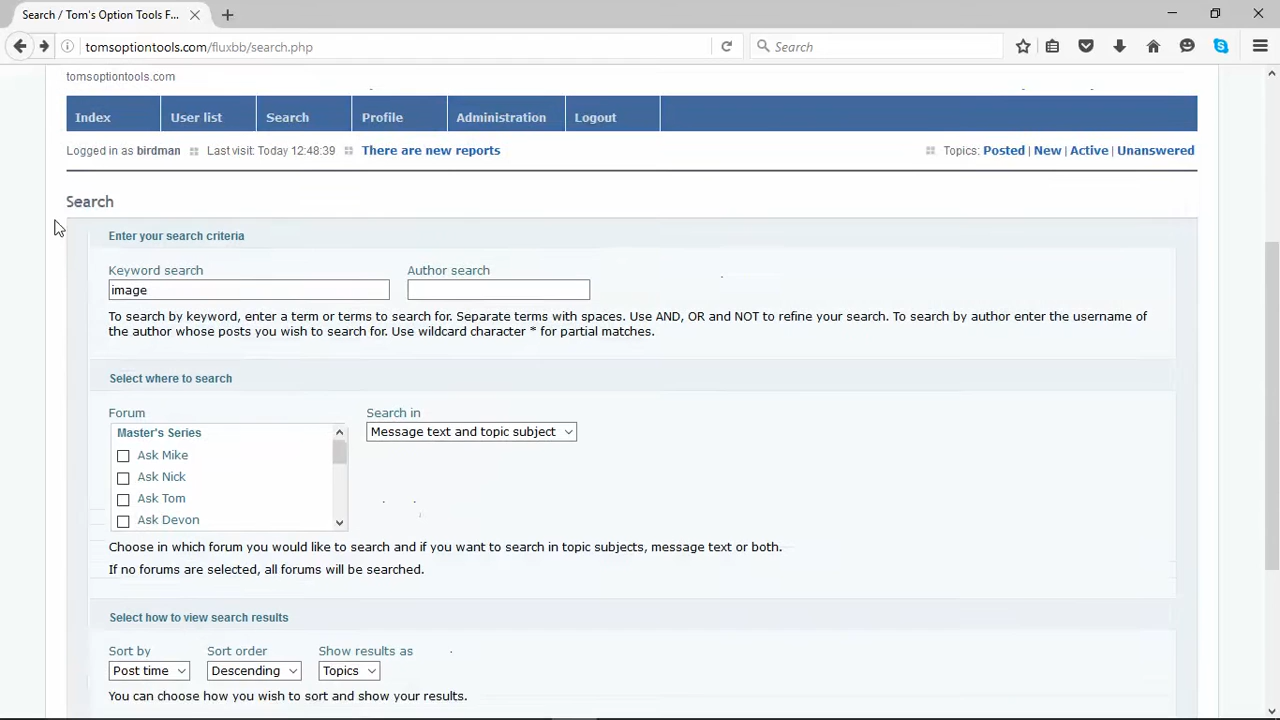 Search / Tom's Option Tools F...
tomsoptiontools.com/fluxbb/search.php
Search
tomsoptiontools.com
Index User list Search Profile Administration Logout
Logged in as birdman Last visit: Today 12:48:39 There are new reports Topics: Posted | New | Active | Unanswered
Search
Enter your search criteria
Keyword search Author search
image
To search by keyword, enter a term or terms to search for. Separate terms with spaces. Use AND, OR and NOT to refine your search. To search by author enter the username of
the author whose posts you wish to search for. Use wildcard character * for partial matches.
Select where to search
Forum Search in
Master's Series Message text and topic subject
Ask Mike
Ask Nick
Ask Tom
Ask Devon
Choose in which forum you would like to search and if you want to search in topic subjects, message text or both.
If no forums are selected, all forums will be searched.
Select how to view search results
Sort by Sort order Show results as
Post time Descending Topics
You can choose how you wish to sort and show your results.